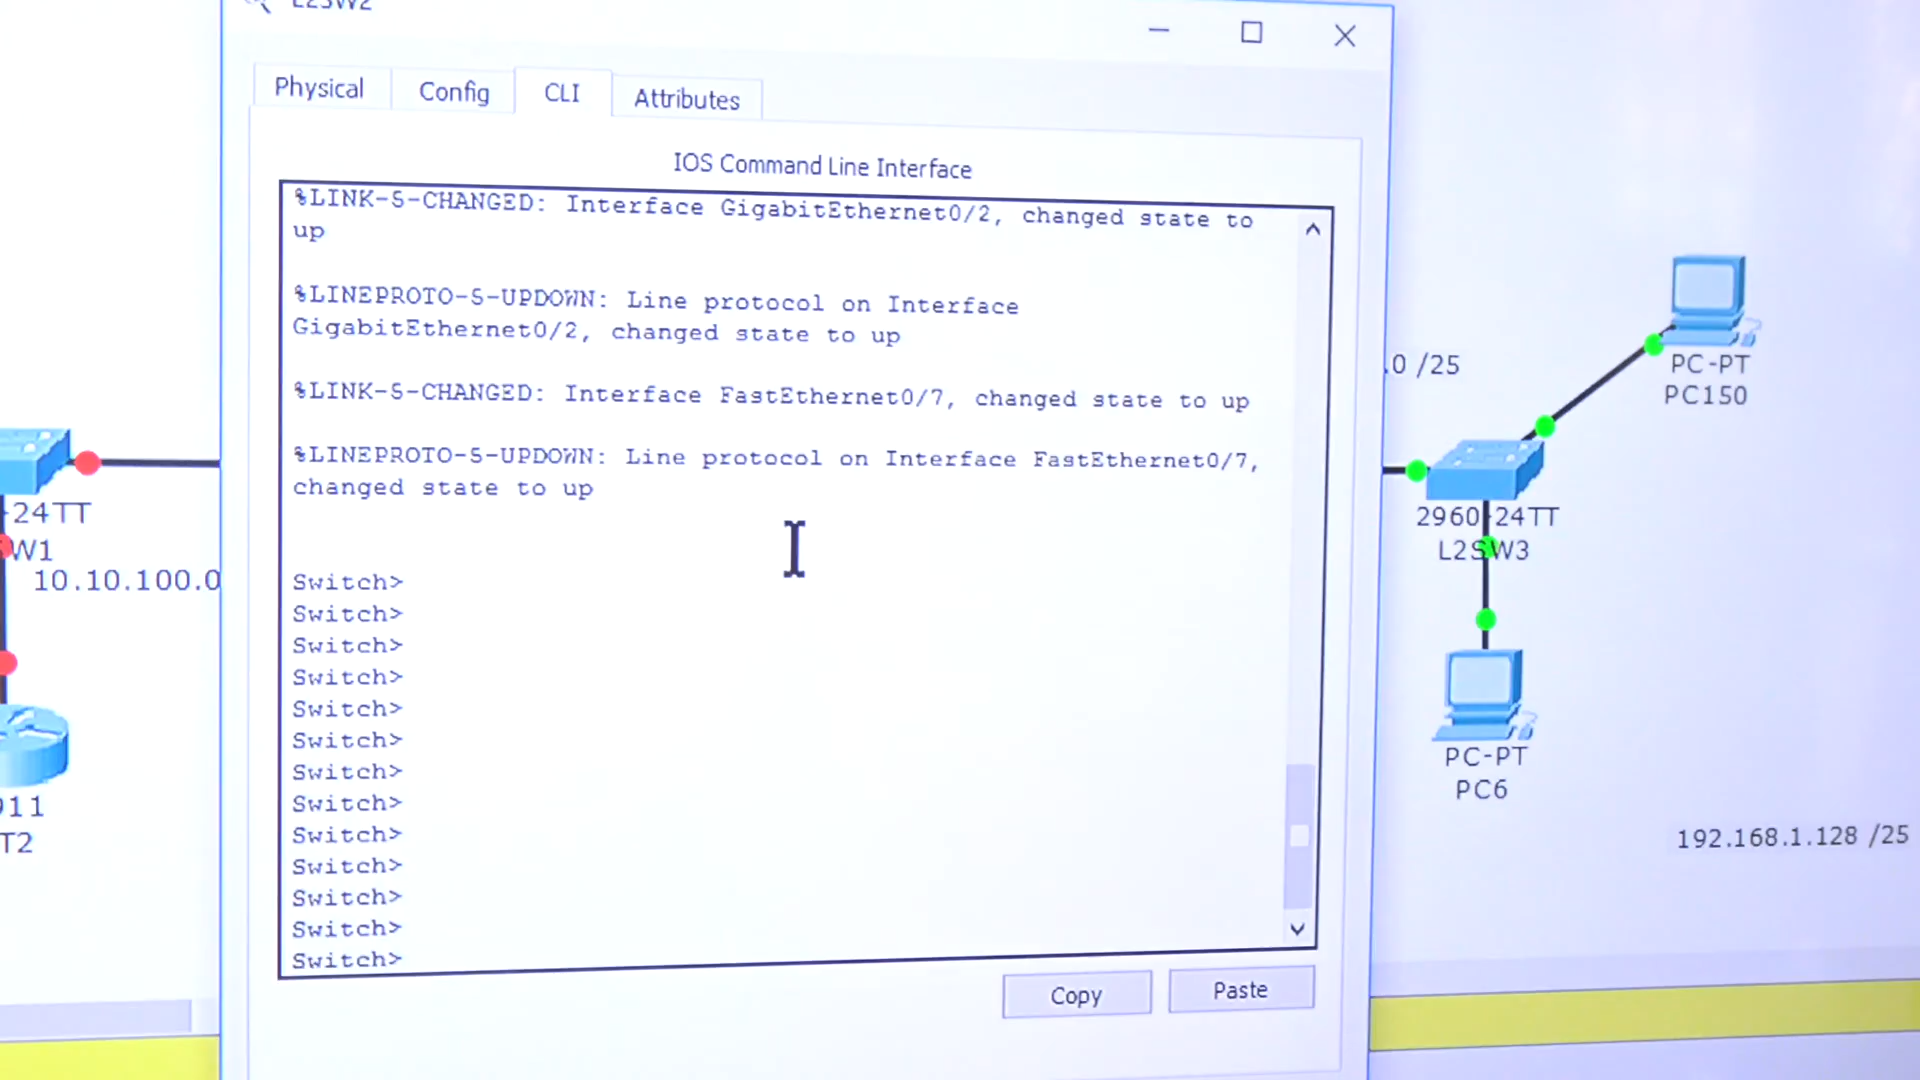 L2SW2
Physical
Config
CLI
Attributes
IOS Command Line Interface
%LINK-5-CHANGED: Interface GigabitEthernet0/2, changed state to
up
%LINEPROTO-5-UPDOWN: Line protocol on Interface
GigabitEthernet0/2, changed state to up
%LINK-5-CHANGED: Interface FastEthernet0/7, changed state to up
%LINEPROTO-5-UPDOWN: Line protocol on Interface FastEthernet0/7,
changed state to up
Switch>
Switch>
Switch>
Switch>
Switch>
Switch>
Switch>
Switch>
Switch>
Switch>
Switch>
Switch>
Switch>
Copy
Paste
-24TT
W1
10.10.100.0
911
T2
.0 /25
PC-PT
PC150
2960-24TT
L2SW3
PC-PT
PC6
192.168.1.128 /25